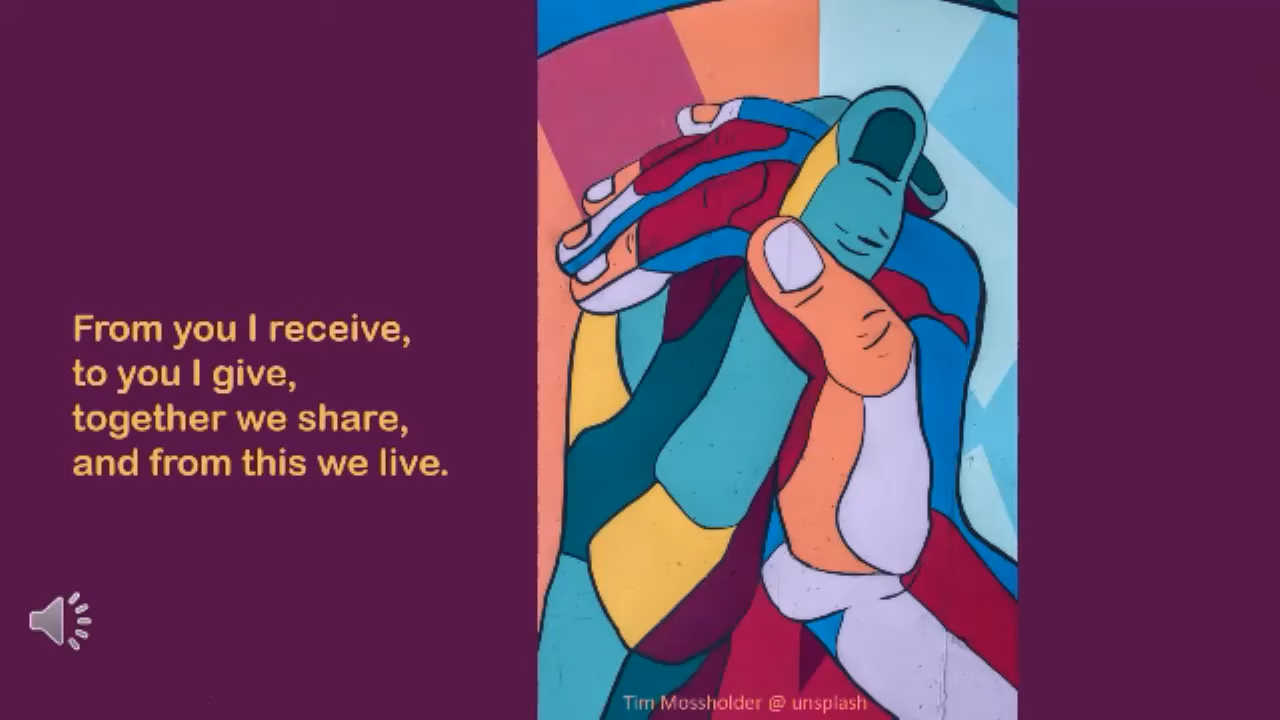 From you I receive,
to you I give,
together we share,
and from this we live.
Tim Mossholder @ unsplash